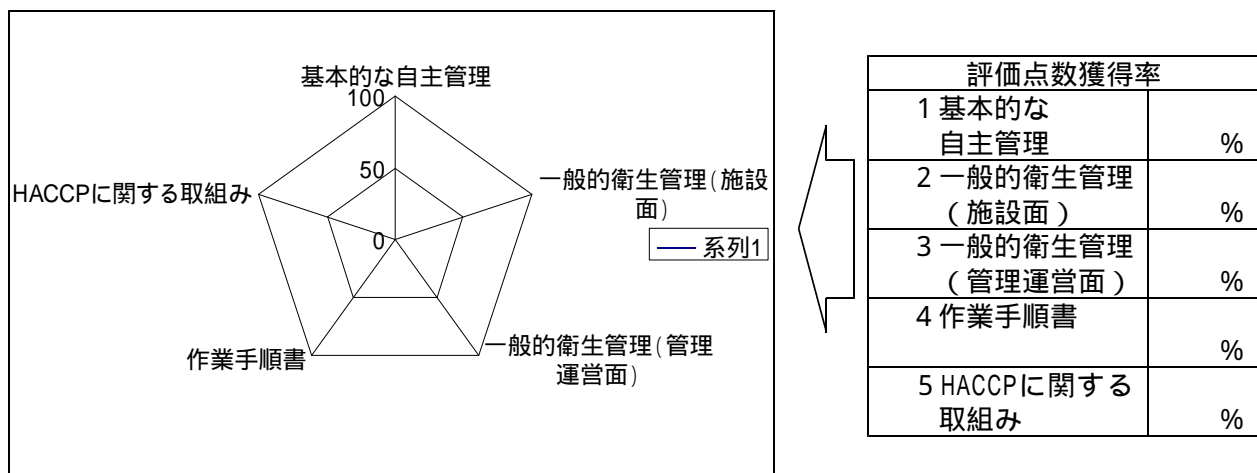 基本的な自主管理
100
50
0
HACCPに関する取組み
一般的衛生管理(施設
面)
系列1
作業手順書
一般的衛生管理(管理
運営面)
評価点数獲得率
1 基本的な
自主管理 %
2 一般的衛生管理
(施設面) %
3 一般的衛生管理
(管理運営面) %
4 作業手順書
%
5 HACCPに関する
取組み %